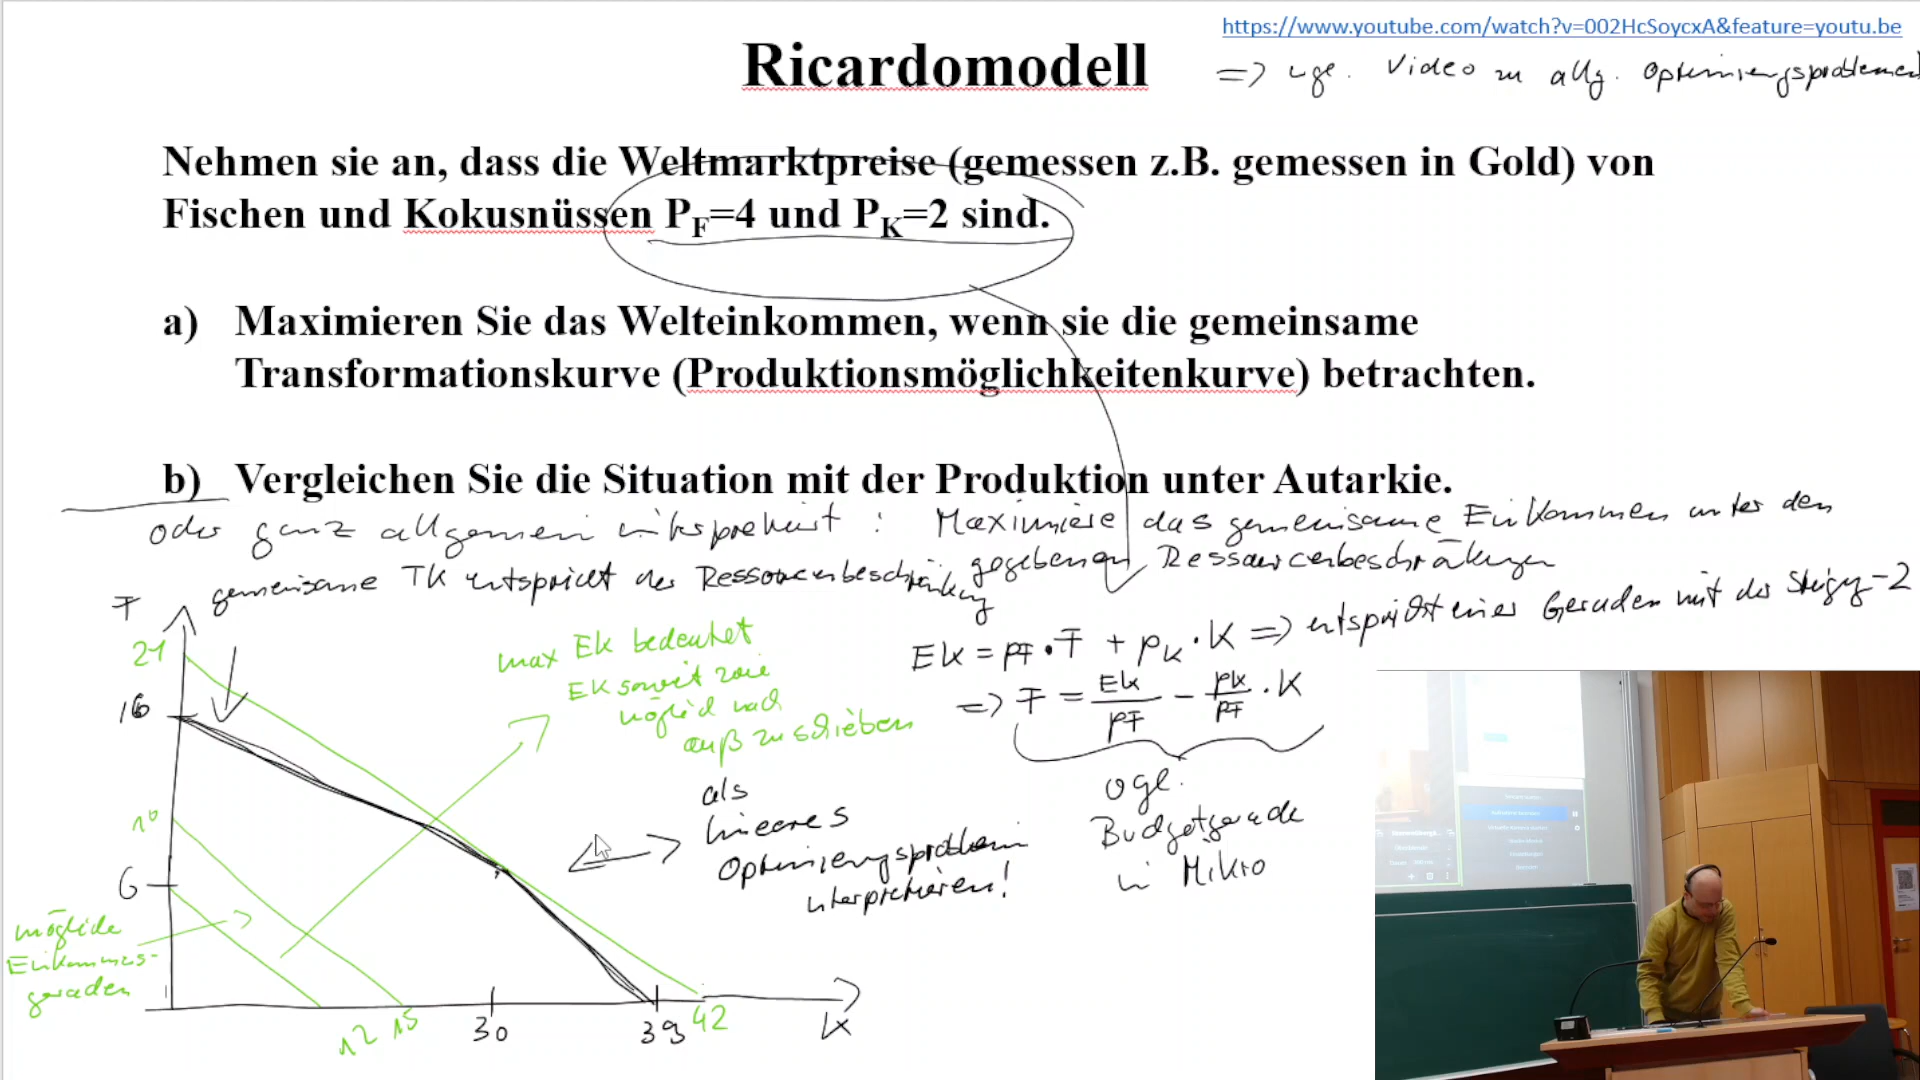 https://www.youtube.com/watch?v=002HcSoycxA&feature=youtu.be
Ricardomodell
=> vgl. Video zu allg. Optimierungsproblemen
Nehmen sie an, dass die Weltmarktpreise (gemessen z.B. gemessen in Gold) von
Fischen und Kokusnüssen PF=4 und PK=2 sind.
a) Maximieren Sie das Welteinkommen, wenn sie die gemeinsame
Transformationskurve (Produktionsmöglichkeitenkurve) betrachten.
b) Vergleichen Sie die Situation mit der Produktion unter Autarkie.
oder ganz allgemein interpretiert : Maximiere das gemeinsame Einkommen unter den
gegebenen Ressourcenbeschränkungen
gemeinsame TK entspricht der Ressourcenbeschränkung
EK = PF • F + PK • K => entspricht einer Geraden mit der Steigung -2
=> F = EK/PF - PK/PF . K
vgl.
Budgetgerade
in Mikro
max EK bedeutet
EK soweit wie
möglich nach
außen zu schieben
als
lineares
Optimierungsproblem
interpretieren!
F
21
16
10
6
mögliche
Einkommens-
geraden
12 15
30
39
42
K